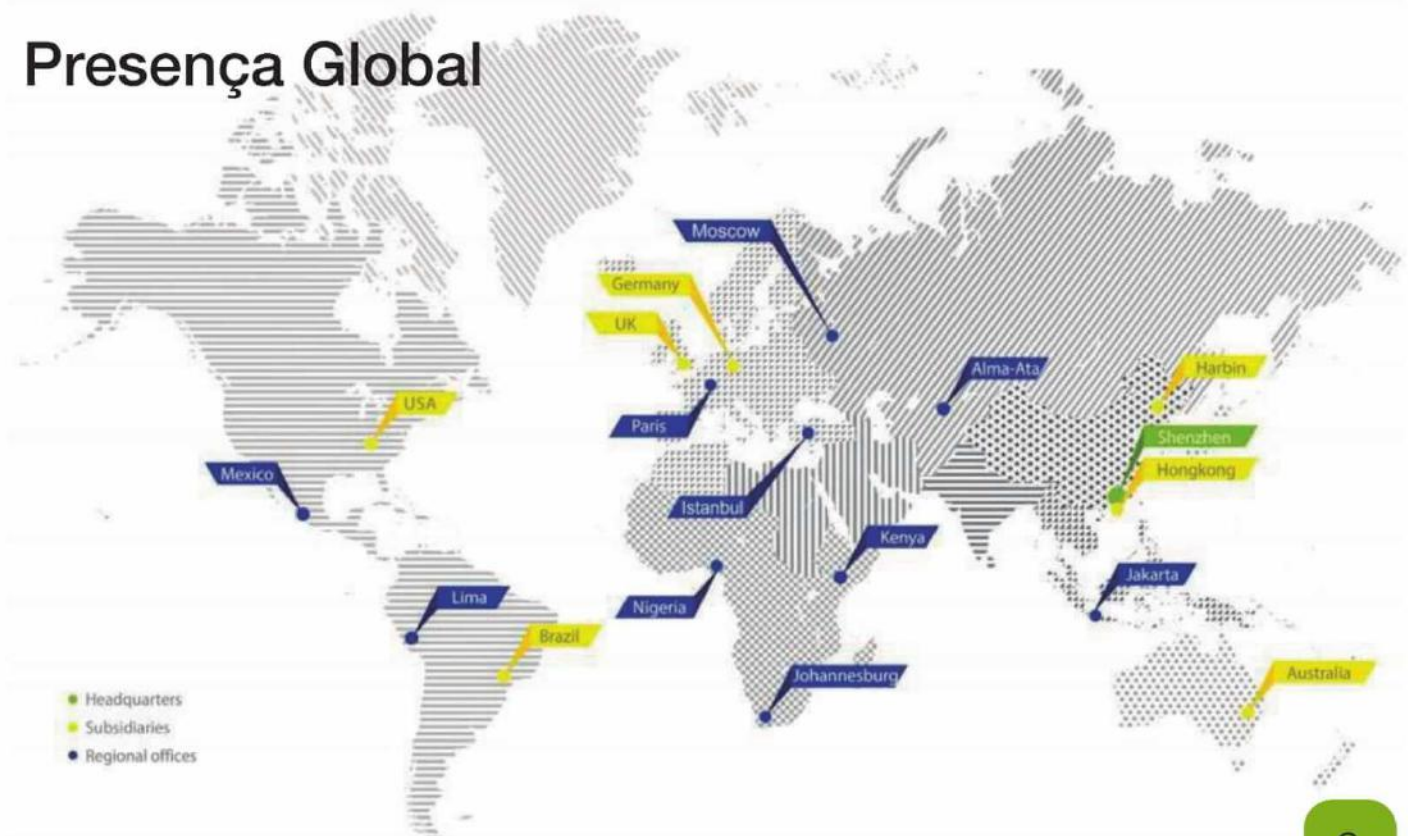 Presença Global
Moscow
Germany
UK
Alma-Ata
Harbin
USA
Paris
Shenzhen
Mexico
Hongkong
Istanbul
Kenya
Jakarta
Lima
Nigeria
Brazil
Johannesburg
Australia
Headquarters
Subsidiaries
Regional offices